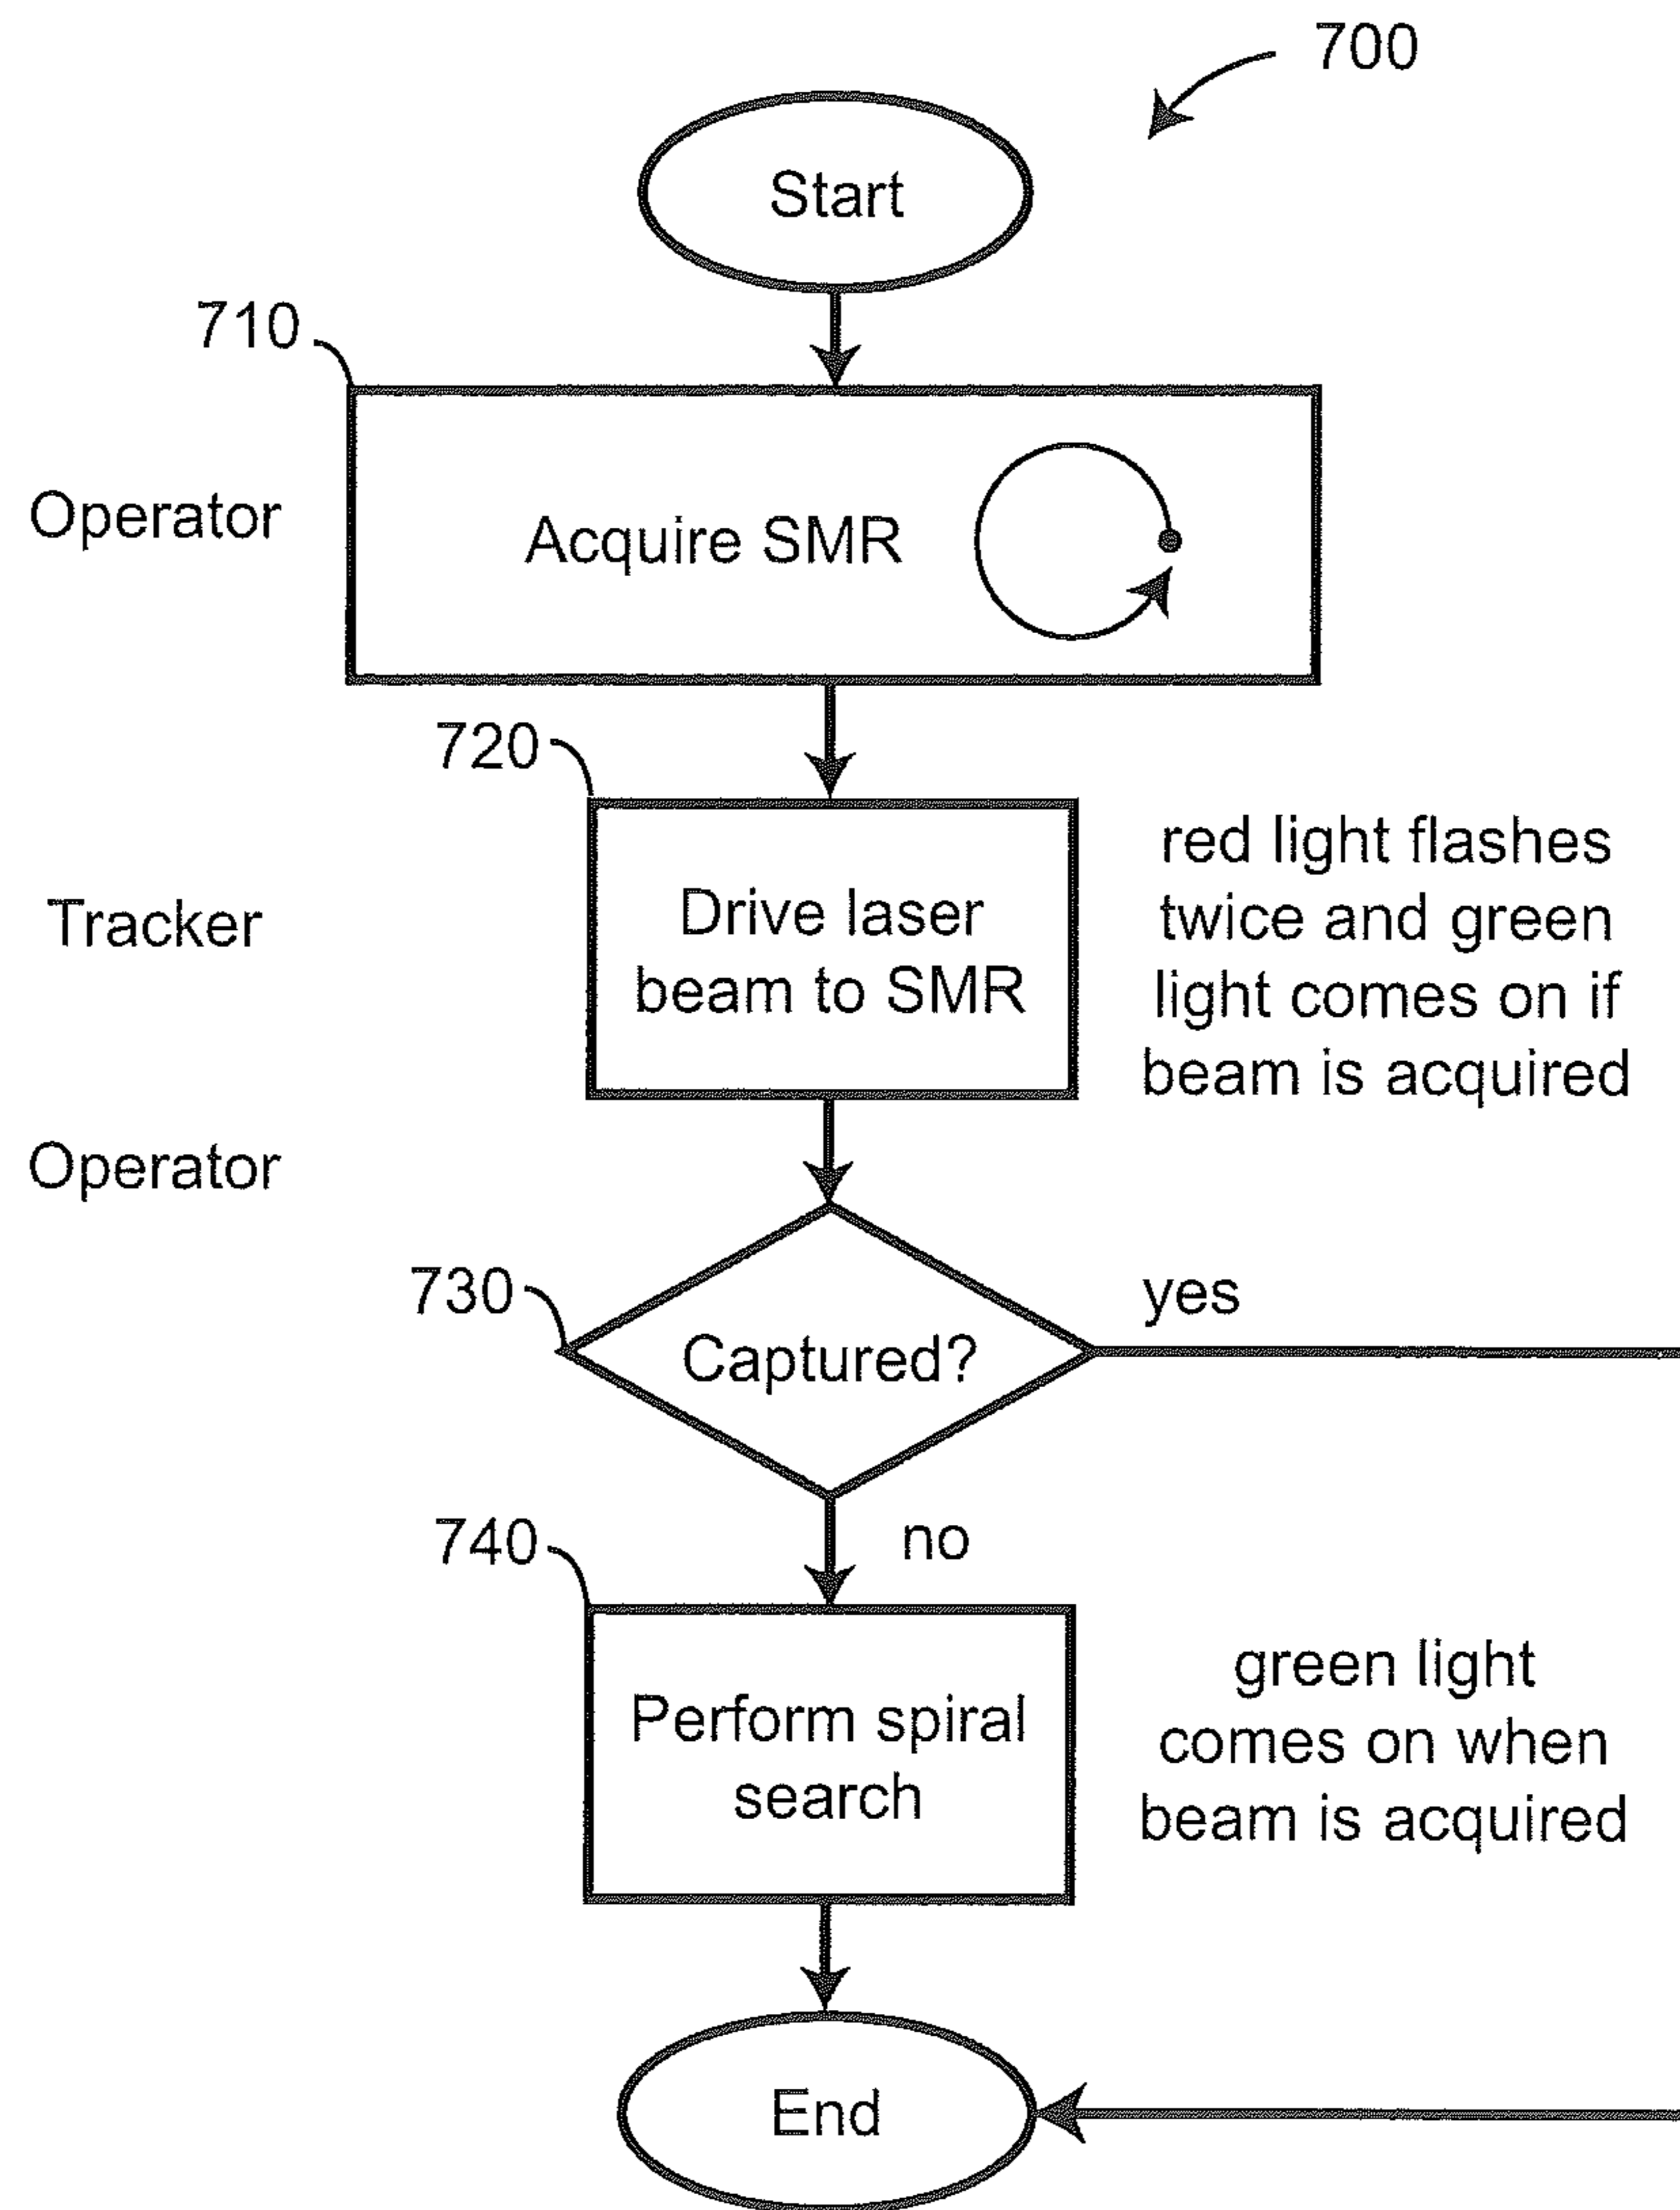 700
Start
710
Operator
Acquire SMR
720
Tracker
Drive laser
beam to SMR
red light flashes
twice and green
light comes on if
beam is acquired
Operator
730
Captured?
yes
no
740
Perform spiral
search
green light
comes on when
beam is acquired
End